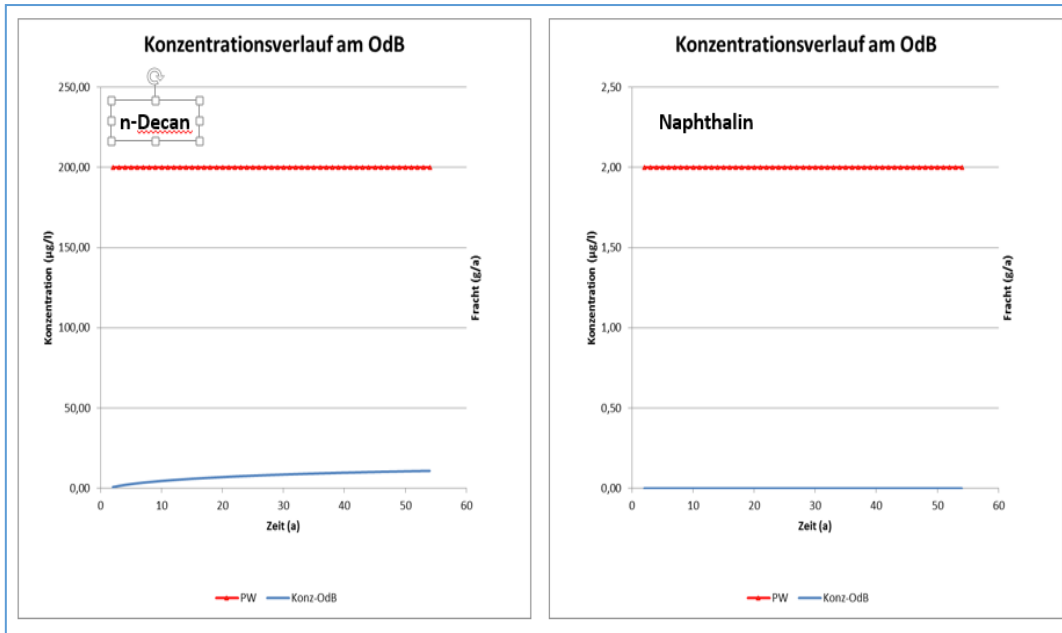 Konzentrationsverlauf am OdB
n-Decan
250,00
200,00
150,00
100,00
50,00
0,00
Konzentration (µg/l)
Fracht (g/a)
0 10 20 30 40 50 60
Zeit (a)
PW Konz-OdB
Konzentrationsverlauf am OdB
Naphthalin
2,50
2,00
1,50
1,00
0,50
0,00
Konzentration (µg/l)
Fracht (g/a)
0 10 20 30 40 50 60
Zeit (a)
PW Konz-OdB